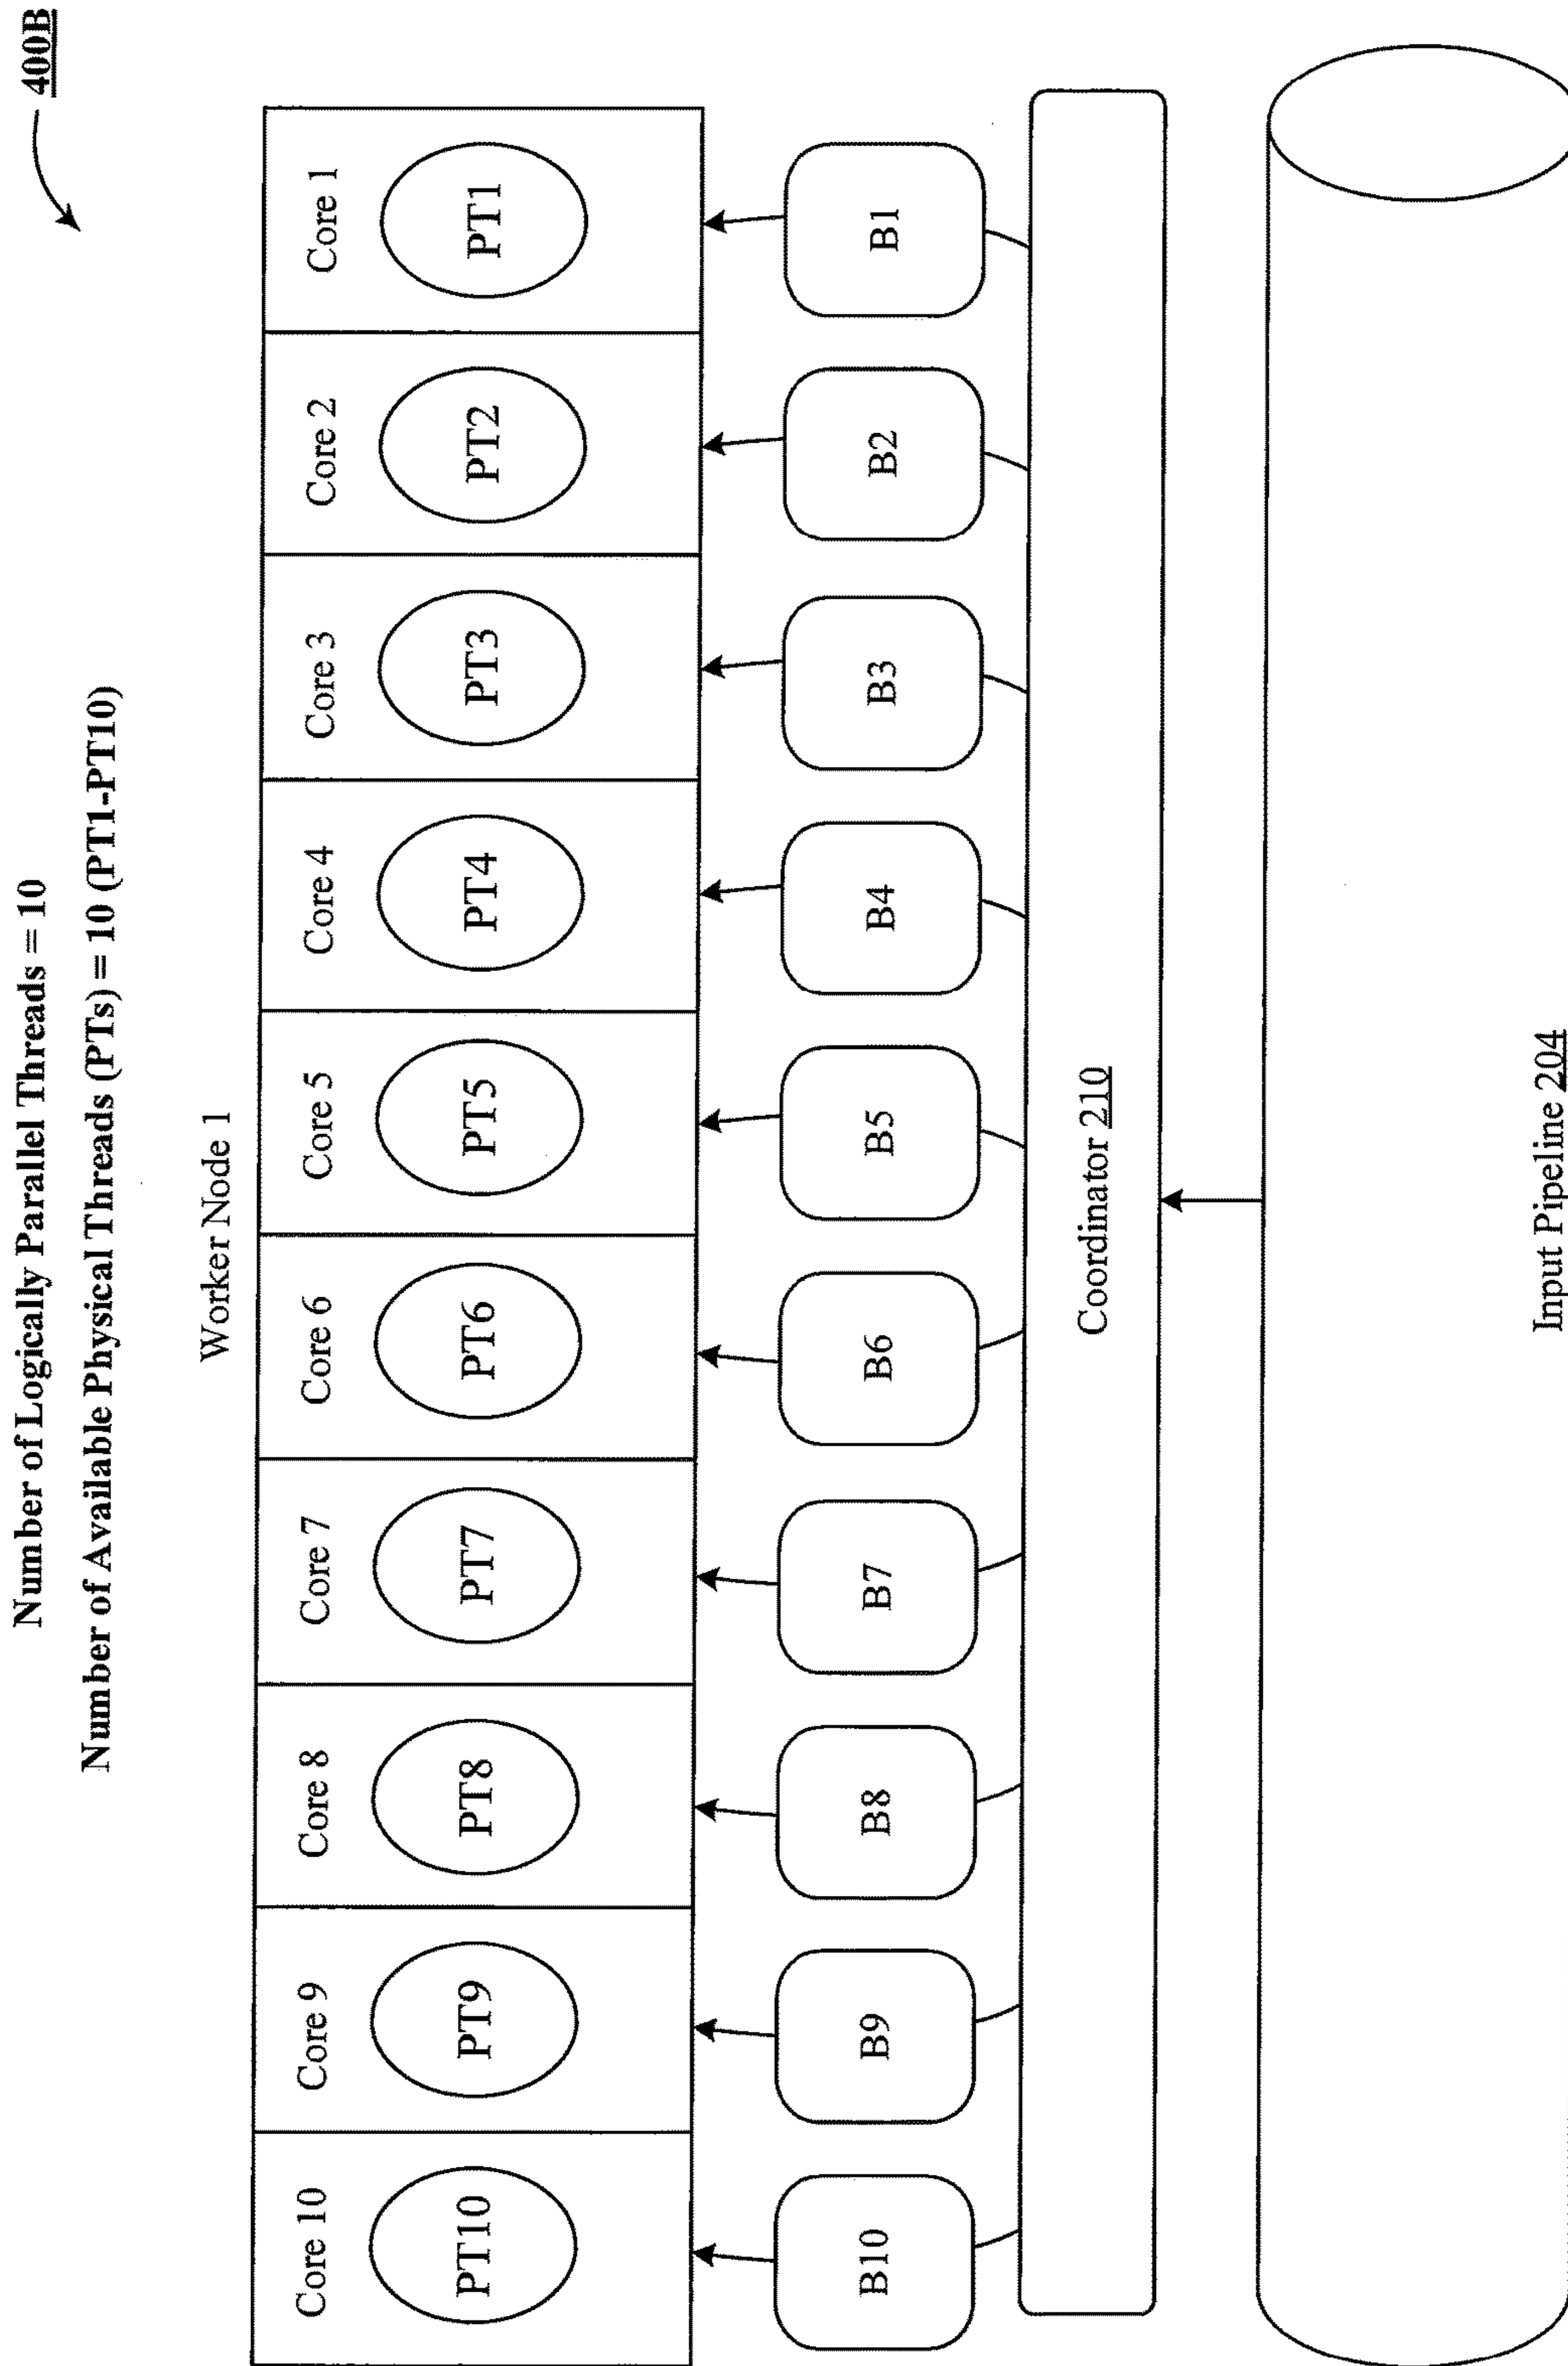 400B
Number of Logically Parallel Threads = 10
Number of Available Physical Threads (PTs) = 10 (PT1-PT10)
Worker Node 1
Core 10
Core 9
Core 8
Core 7
Core 6
Core 5
Core 4
Core 3
Core 2
Core 1
PT10
PT9
PT8
PT7
PT6
PT5
PT4
PT3
PT2
PT1
B10
B9
B8
B7
B6
B5
B4
B3
B2
B1
Coordinator 210
Input Pipeline 204